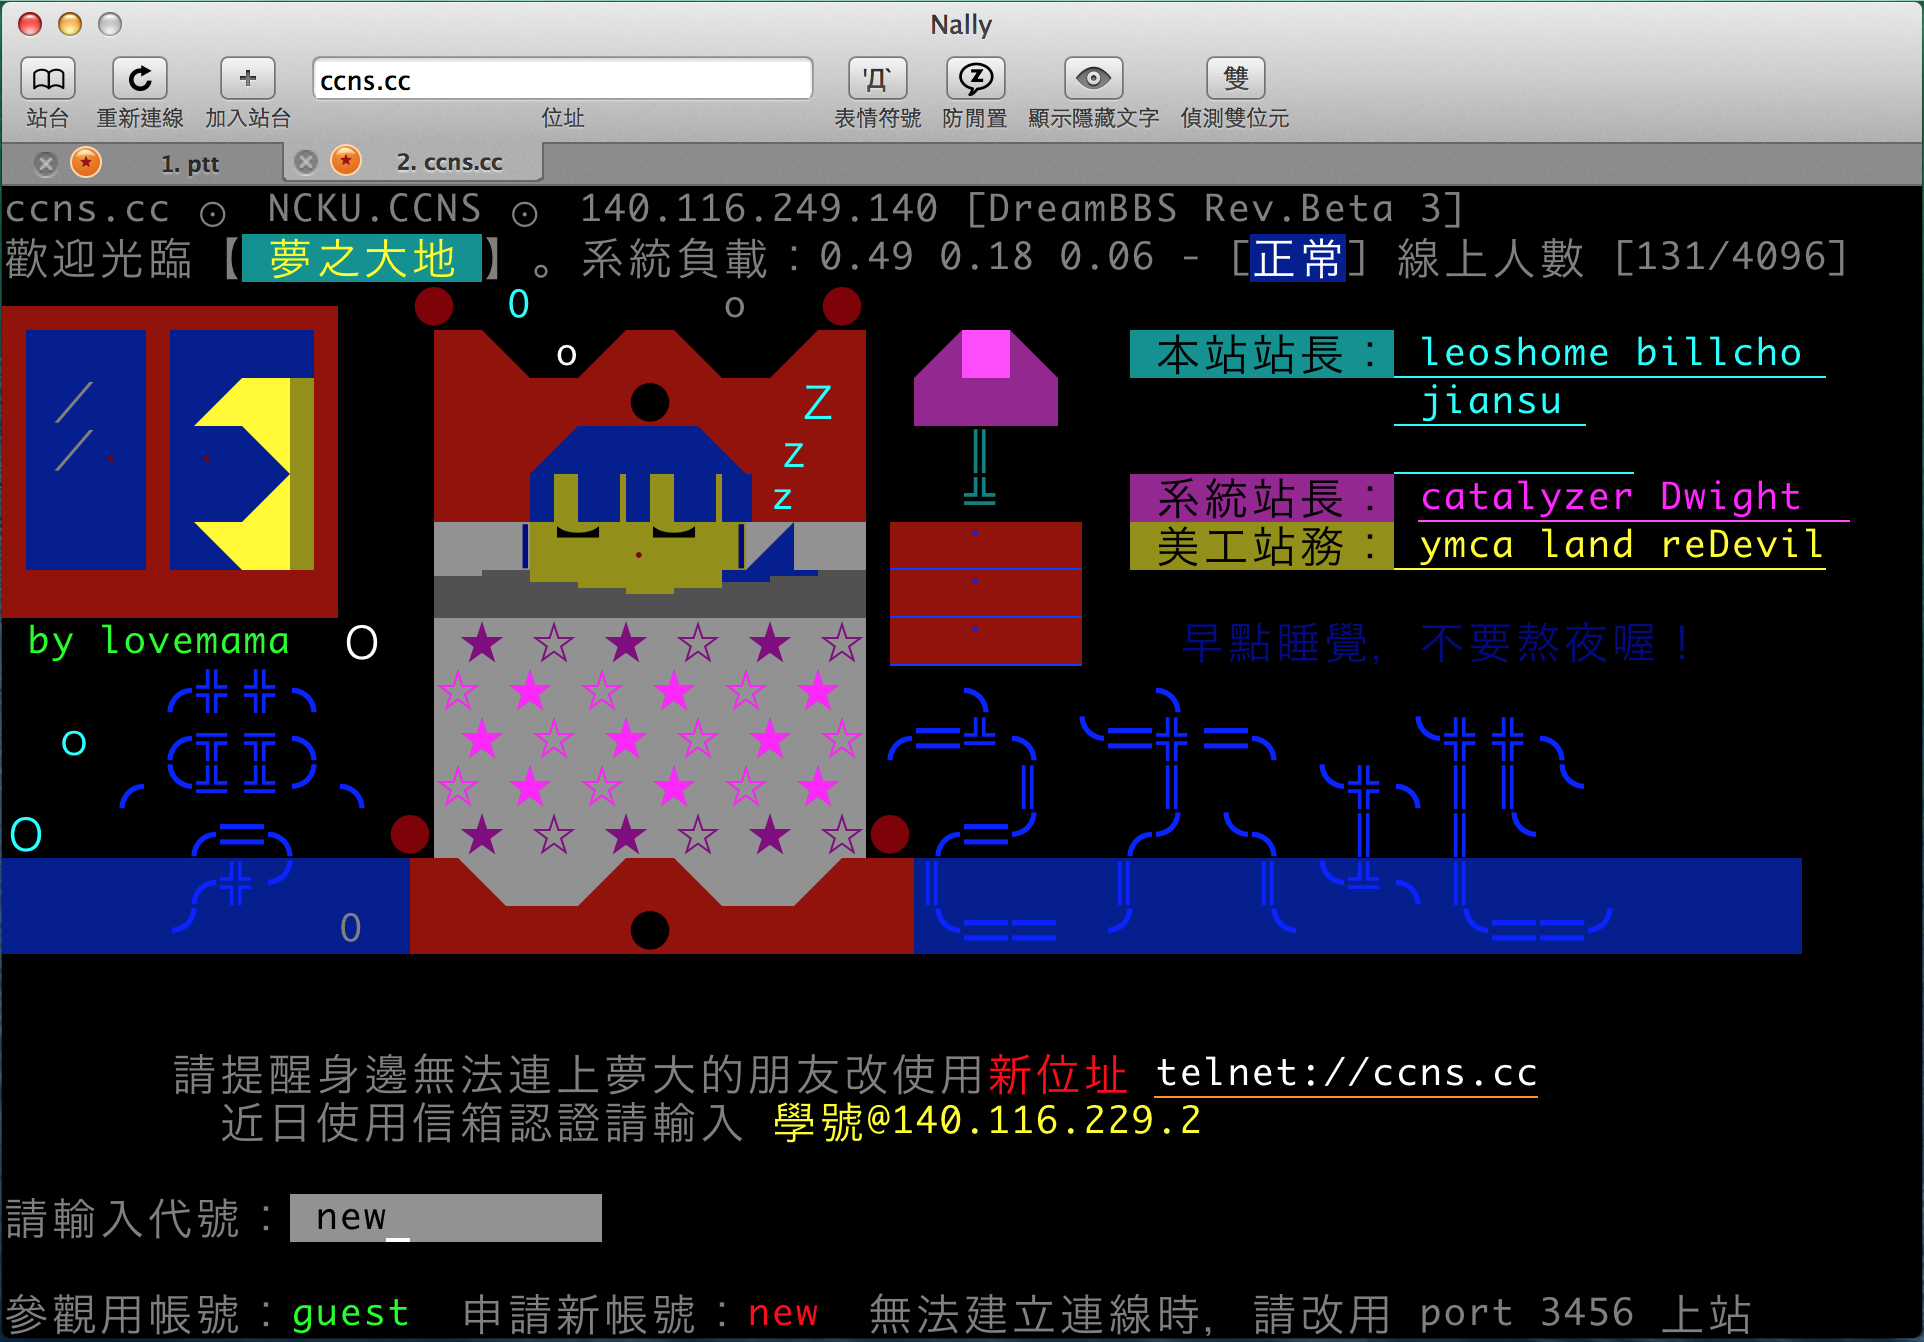 Nally
ccns.cc
'Д` 雙
站台 重新連線 加入站台 位址 表情符號 防閒置 顯示隱藏文字 偵測雙位元
1. ptt 2. ccns.cc
ccns.cc ⊙ NCKU.CCNS ⊙ 140.116.249.140 [DreamBBS Rev.Beta 3]
歡迎光臨【 夢之大地 】。系統負載：0.49 0.18 0.06 - [正常] 線上人數 [131/4096]
本站站長： leoshome billcho
jiansu
Z
z
z
系統站長： catalyzer Dwight
美工站務： ymca land reDevil
by lovemama
早點睡覺, 不要熬夜喔！
請提醒身邊無法連上夢大的朋友改使用新位址 telnet://ccns.cc
近日使用信箱認證請輸入 學號@140.116.229.2
請輸入代號： new_
參觀用帳號：guest 申請新帳號：new 無法建立連線時, 請改用 port 3456 上站